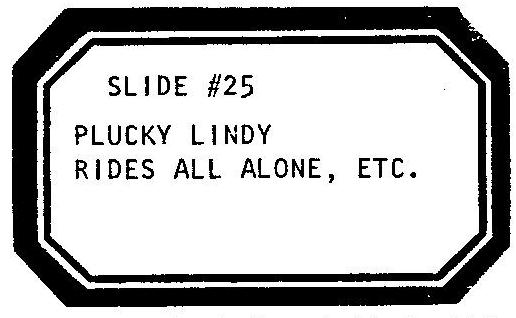 SLIDE #25
PLUCKY LINDY
RIDES ALL ALONE, ETC.